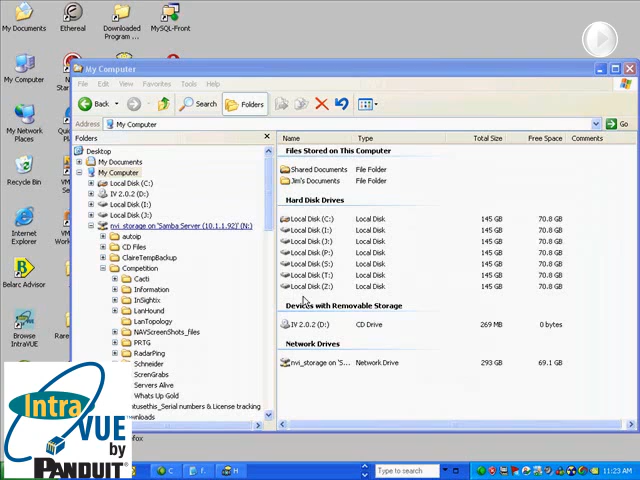 My Documents
Ethereal
Downloaded Program ...
MySQL-Front
My Computer
My Network Places
Recycle Bin
Internet Explorer
Belarc Advisor
Browse IntraVUE
My Computer
File Edit View Favorites Tools Help
Back Search Folders
Address My Computer Go
Folders
Desktop
My Documents
My Computer
Local Disk (C:)
IV 2.0.2 (D:)
Local Disk (I:)
Local Disk (J:)
nvi_storage on 'Samba Server (10.1.1.92)' (N:)
autoip
CD Files
ClaireTempBackup
Competition
Cacti
Information
InSightix
LanHound
LanTopology
NAVScreenShots_files
PRTG
RadarPing
Schneider
ScrenGrabs
Servers Alive
Whats Up Gold
ntusethis_Serial numbers & License tracking
Name Type Total Size Free Space Comments
Files Stored on This Computer
Shared Documents File Folder
Jim's Documents File Folder
Hard Disk Drives
Local Disk (C:) Local Disk 145 GB 70.8 GB
Local Disk (I:) Local Disk 145 GB 70.8 GB
Local Disk (J:) Local Disk 145 GB 70.8 GB
Local Disk (P:) Local Disk 145 GB 70.8 GB
Local Disk (S:) Local Disk 145 GB 70.8 GB
Local Disk (T:) Local Disk 145 GB 70.8 GB
Local Disk (Z:) Local Disk 145 GB 70.8 GB
Devices with Removable Storage
IV 2.0.2 (D:) CD Drive 269 MB 0 bytes
Network Drives
nvi_storage on 'S... Network Drive 293 GB 69.1 GB
Intra
VUE
by
PANDUIT
Type to search
11:23 AM